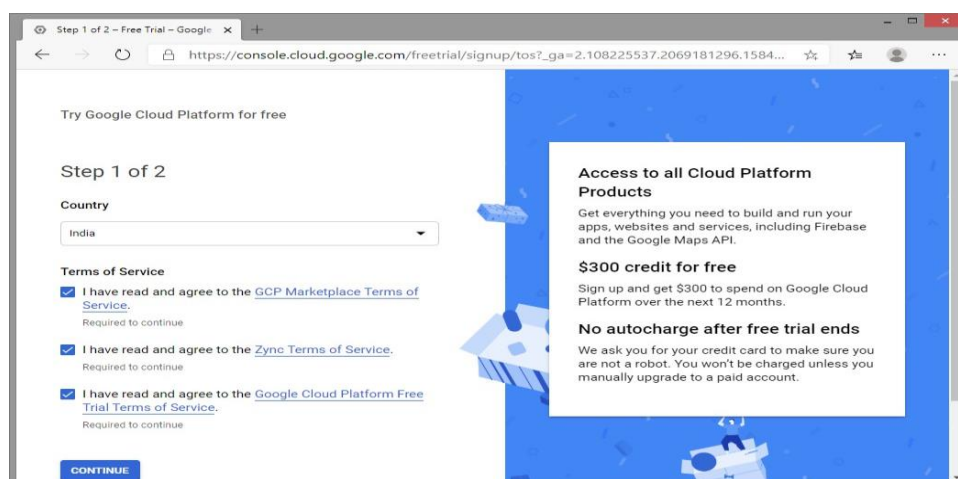 Step 1 of 2 – Free Trial – Google
https://console.cloud.google.com/freetrial/signup/tos?_ga=2.108225537.2069181296.1584...
Try Google Cloud Platform for free
Step 1 of 2
Country
India
Terms of Service
I have read and agree to the GCP Marketplace Terms of
Service.
Required to continue
I have read and agree to the Zync Terms of Service.
Required to continue
I have read and agree to the Google Cloud Platform Free
Trial Terms of Service.
Required to continue
CONTINUE
Access to all Cloud Platform
Products
Get everything you need to build and run your
apps, websites and services, including Firebase
and the Google Maps API.
$300 credit for free
Sign up and get $300 to spend on Google Cloud
Platform over the next 12 months.
No autocharge after free trial ends
We ask you for your credit card to make sure you
are not a robot. You won't be charged unless you
manually upgrade to a paid account.